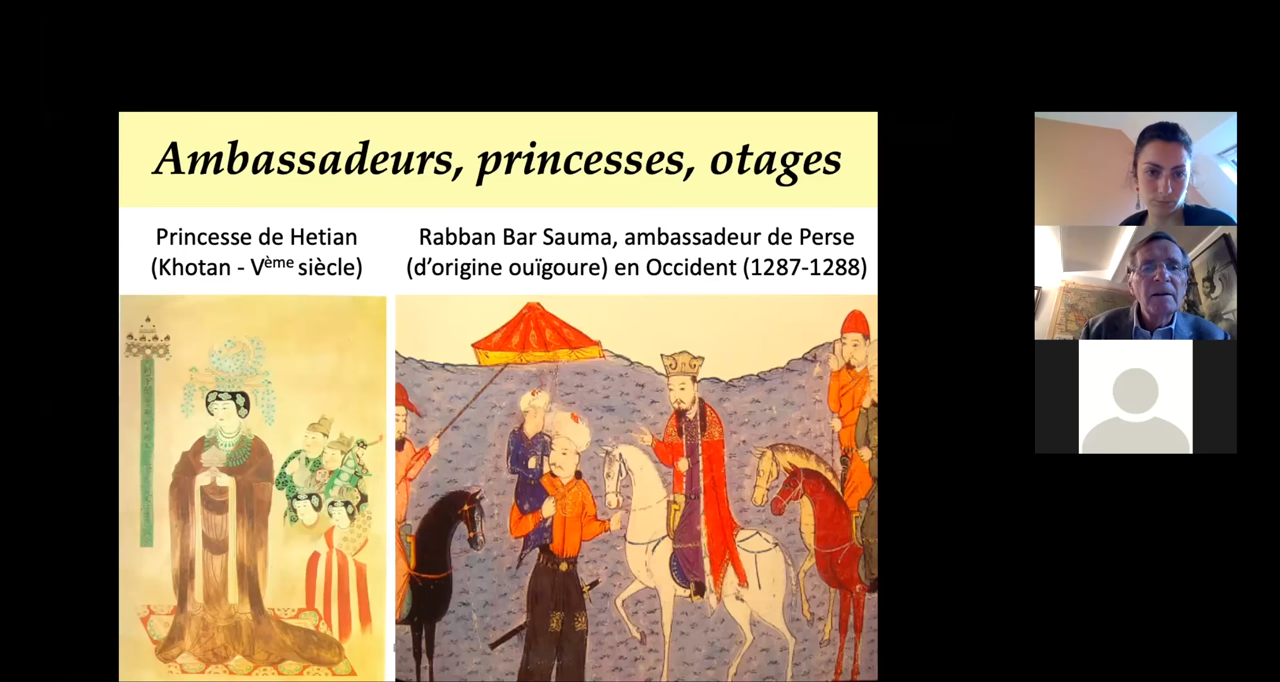 Ambassadeurs, princesses, otages
Princesse de Hetian
(Khotan - Vème siècle)
Rabban Bar Sauma, ambassadeur de Perse
(d’origine ouïgoure) en Occident (1287-1288)